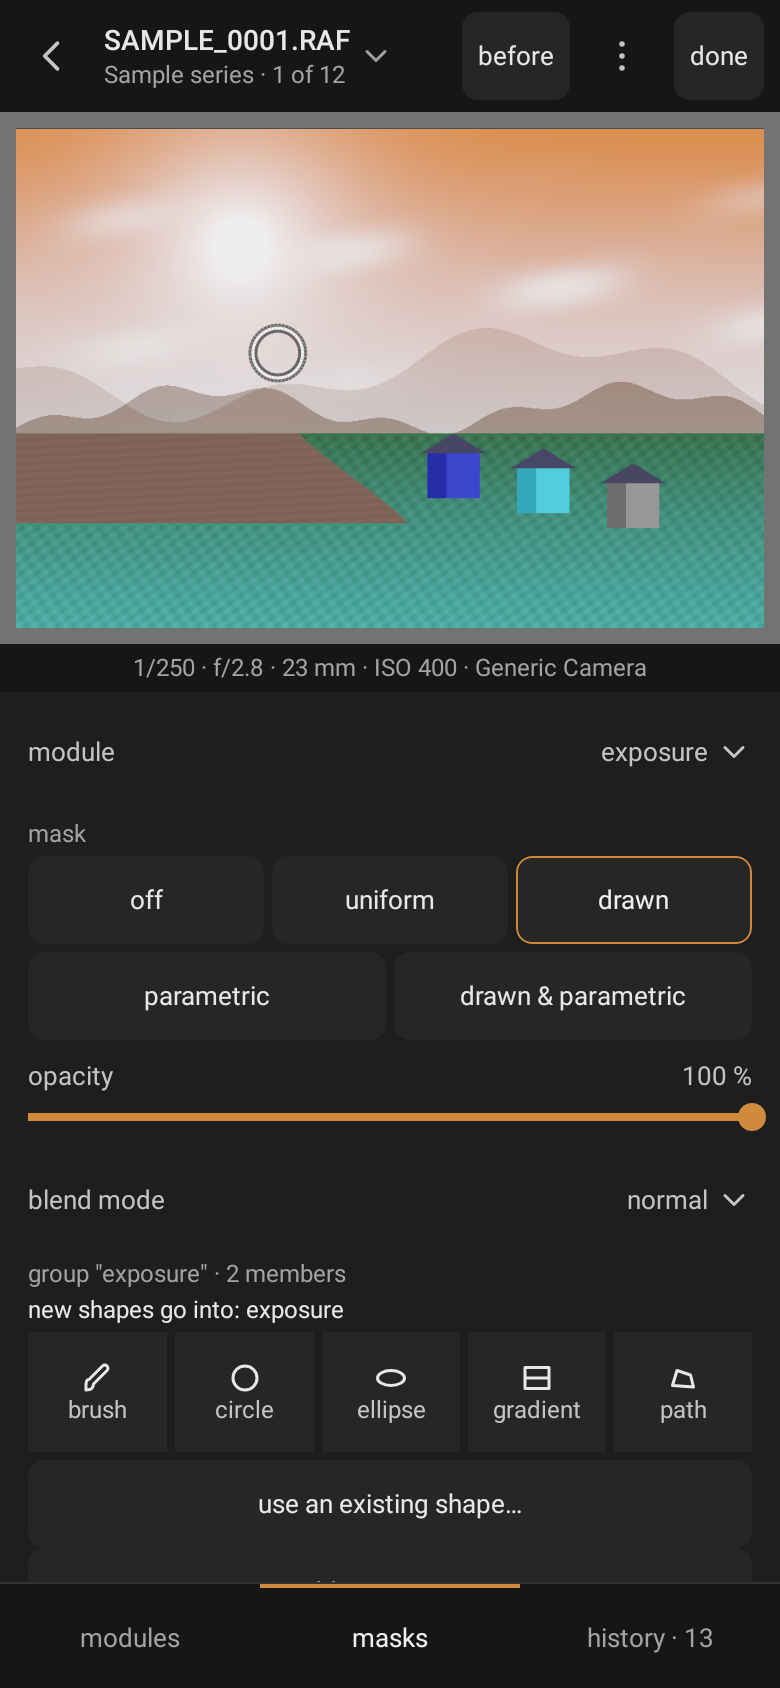 SAMPLE_0001.RAF
Sample series · 1 of 12
before
done
1/250 · f/2.8 · 23 mm · ISO 400 · Generic Camera
module
exposure
mask
off
uniform
drawn
parametric
drawn & parametric
opacity
100 %
blend mode
normal
group "exposure" · 2 members
new shapes go into: exposure
brush
circle
ellipse
gradient
path
use an existing shape...
modules
masks
history · 13